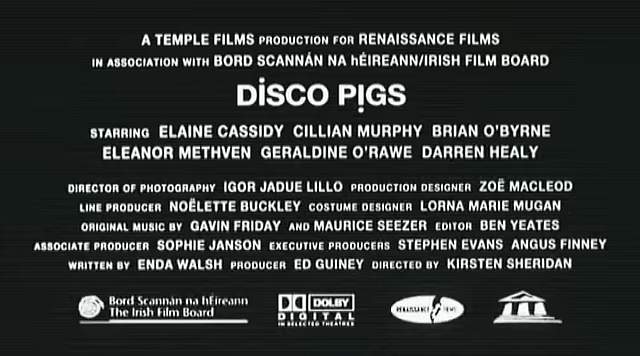 A TEMPLE FILMS PRODUCTION FOR RENAISSANCE FILMS
IN ASSOCIATION WITH BORD SCANNÁN NA hÉIREANN/IRISH FILM BOARD
DISCO PIGS
STARRING ELAINE CASSIDY CILLIAN MURPHY BRIAN O'BYRNE
ELEANOR METHVEN GERALDINE O'RAWE DARREN HEALY
DIRECTOR OF PHOTOGRAPHY IGOR JADUE LILLO PRODUCTION DESIGNER ZOË MACLEOD
LINE PRODUCER NOËLETTE BUCKLEY COSTUME DESIGNER LORNA MARIE MUGAN
ORIGINAL MUSIC BY GAVIN FRIDAY AND MAURICE SEEZER EDITOR BEN YEATES
ASSOCIATE PRODUCER SOPHIE JANSON EXECUTIVE PRODUCERS STEPHEN EVANS ANGUS FINNEY
WRITTEN BY ENDA WALSH PRODUCER ED GUINEY DIRECTED BY KIRSTEN SHERIDAN
Bord Scannán na hÉireann
The Irish Film Board
DOLBY
DIGITAL
IN SELECTED THEATRES
RENAISSANCE FILMS